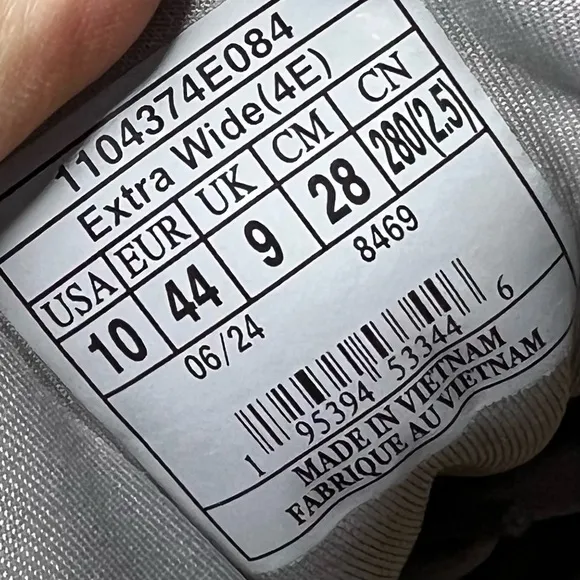 1104374E084
Extra Wide(4E)
USA EUR UK CM CN
10 44 9 28 280(2.5)
06/24 8469
1 95394 53344 6
MADE IN VIETNAM
FABRIQUE AU VIETNAM